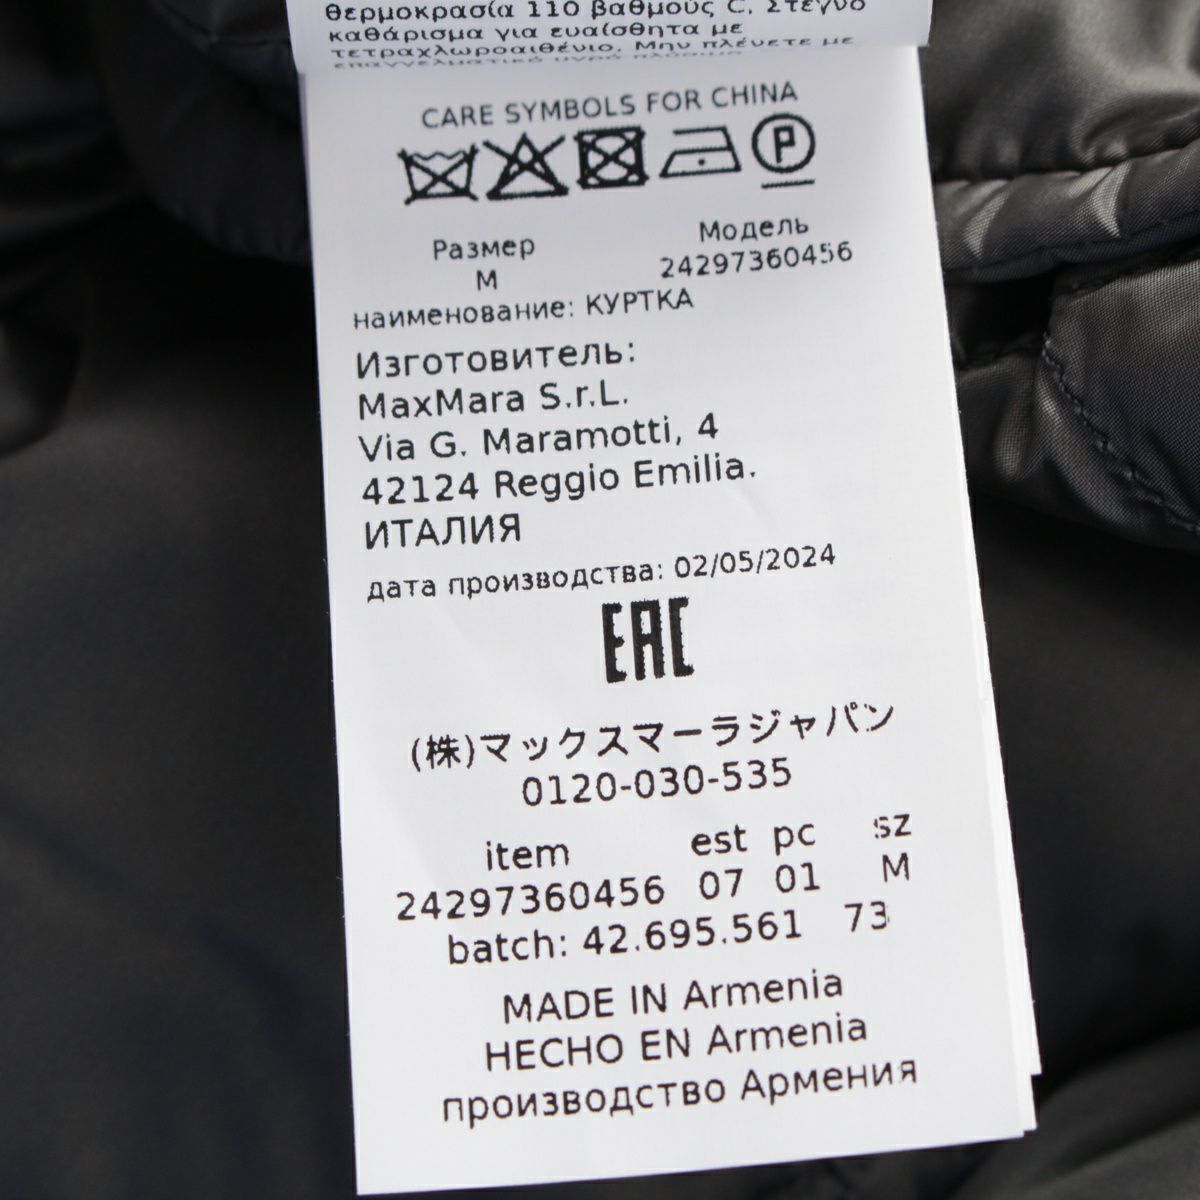 θερμοκρασία 110 βαθμούς C. Στεγνό
καθάρισμα για ευαίσθητα με
τετραχλωροαιθένιο. Μην πλένετε με
επαγγελματικό υγρό πλύσιμο
CARE SYMBOLS FOR CHINA
P
Размер Модель
M 24297360456
наименование: КУРТКА
Изготовитель:
MaxMara S.r.L.
Via G. Maramotti, 4
42124 Reggio Emilia.
ИТАЛИЯ
дата производства: 02/05/2024
EAC
(株)マックスマーラジャパン
0120-030-535
item est pc sz
24297360456 07 01 M
batch: 42.695.561 73
MADE IN Armenia
HECHO EN Armenia
производство Армения